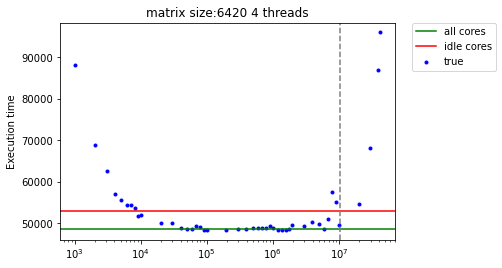 matrix size:6420 4 threads
all cores
idle cores
true
Execution time
90000
80000
70000
60000
50000
10³
10⁴
10⁵
10⁶
10⁷